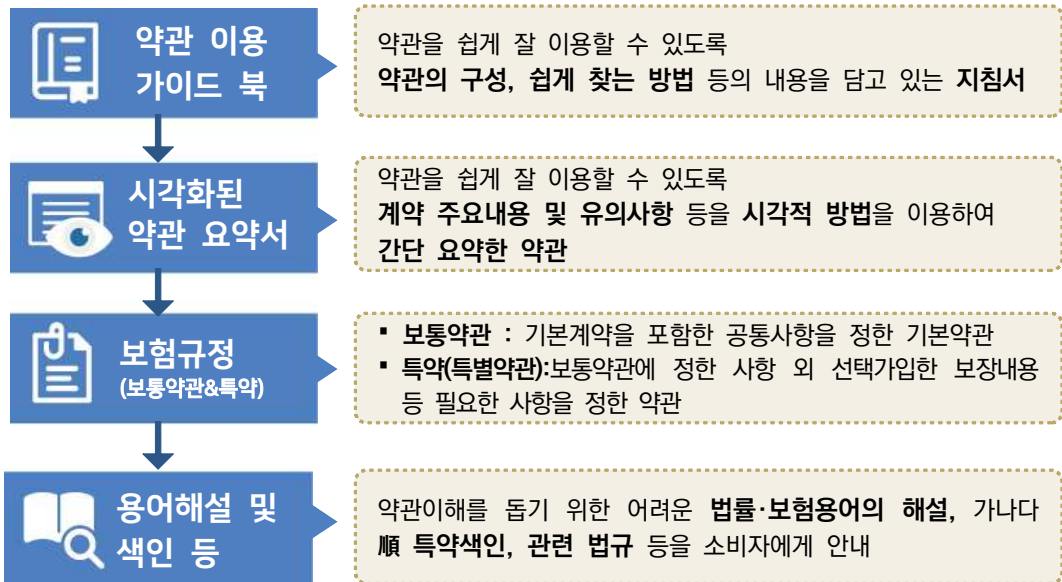 약관 이용
가이드 북
약관을 쉽게 잘 이용할 수 있도록
약관의 구성, 쉽게 찾는 방법 등의 내용을 담고 있는 지침서
시각화된
약관 요약서
약관을 쉽게 잘 이용할 수 있도록
계약 주요내용 및 유의사항 등을 시각적 방법을 이용하여
간단 요약한 약관
보험규정
(보통약관&특약)
▪ 보통약관 : 기본계약을 포함한 공통사항을 정한 기본약관
▪ 특약(특별약관):보통약관에 정한 사항 외 선택가입한 보장내용
등 필요한 사항을 정한 약관
용어해설 및
색인 등
약관이해를 돕기 위한 어려운 법률·보험용어의 해설, 가나다
順 특약색인, 관련 법규 등을 소비자에게 안내